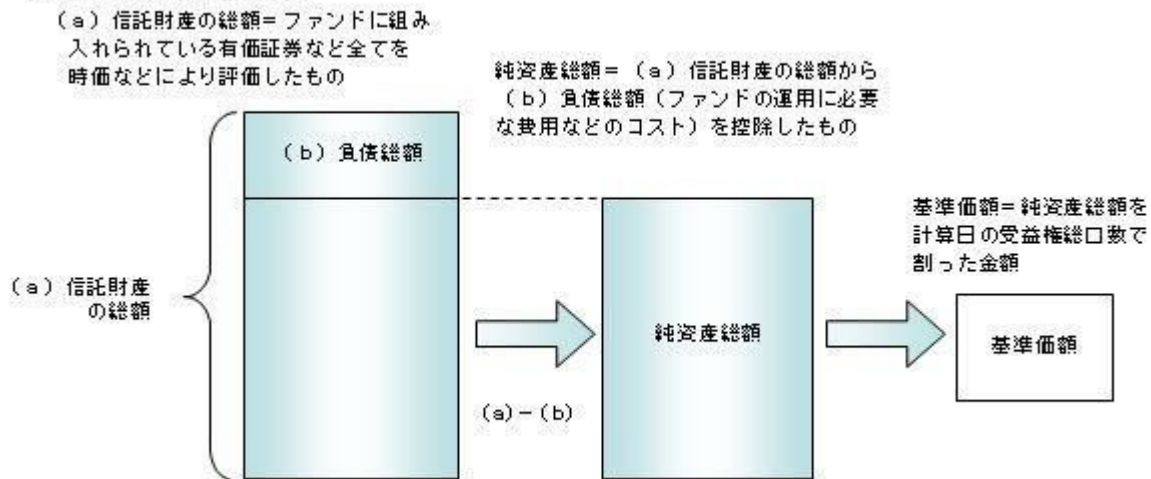 （a）信託財産の総額＝ファンドに組み
入れられている有価証券など全てを
時価などにより評価したもの
純資産総額＝（a）信託財産の総額から
（b）負債総額（ファンドの運用に必要
な費用などのコスト）を控除したもの
（b）負債総額
基準価額＝純資産総額を
計算日の受益権総口数で
割った金額
（a）信託財産
の総額
純資産総額
基準価額
(a)－(b)